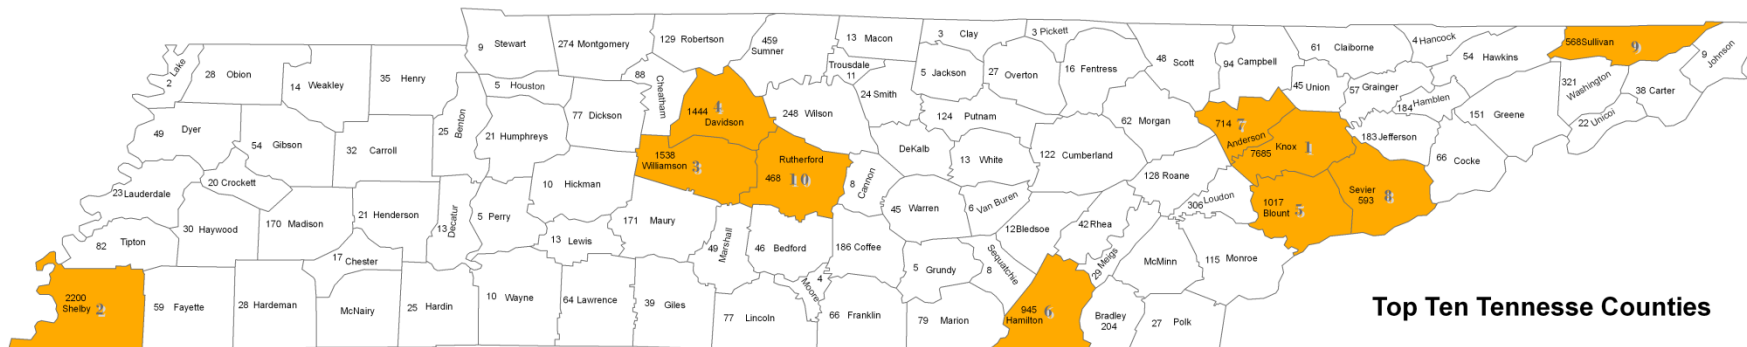 9 Stewart
274 Montgomery
129 Robertson
459
Sumner
13 Macon
3 Clay
3 Pickett
48 Scott
94 Campbell
61 Claiborne
4 Hancock
54 Hawkins
568 Sullivan 9
9 Johnson
2 Lake
28 Obion
14 Weakley
35 Henry
5 Houston
88 Cheatham
Trousdale
11
5 Jackson
27 Overton
16 Fentress
45 Union
57 Grainger
184 Hamblen
321 Washington
38 Carter
22 Unicoi
49 Dyer
54 Gibson
32 Carroll
25 Benton
21 Humphreys
77 Dickson
1444 4
Davidson
248 Wilson
24 Smith
124 Putnam
62 Morgan
714 7
Anderson
7685 Knox 1
183 Jefferson
151 Greene
66 Cocke
23 Lauderdale
20 Crockett
10 Hickman
1538
Williamson 3
Rutherford
468 10
8 Cannon
DeKalb
13 White
122 Cumberland
128 Roane
306 Loudon
1017
Blount 5
Sevier
593 8
82 Tipton
30 Haywood
170 Madison
21 Henderson
13 Decatur
5 Perry
13 Lewis
171 Maury
49 Marshall
46 Bedford
186 Coffee
45 Warren
6 Van Buren
12 Bledsoe
42 Rhea
29 Meigs
McMinn
115 Monroe
17 Chester
2200
Shelby 2
59 Fayette
28 Hardeman
McNairy
25 Hardin
10 Wayne
64 Lawrence
39 Giles
77 Lincoln
4
Moore
66 Franklin
5 Grundy
8 Sequatchie
79 Marion
945
Hamilton 6
Bradley
204
27 Polk
Top Ten Tennesse Counties